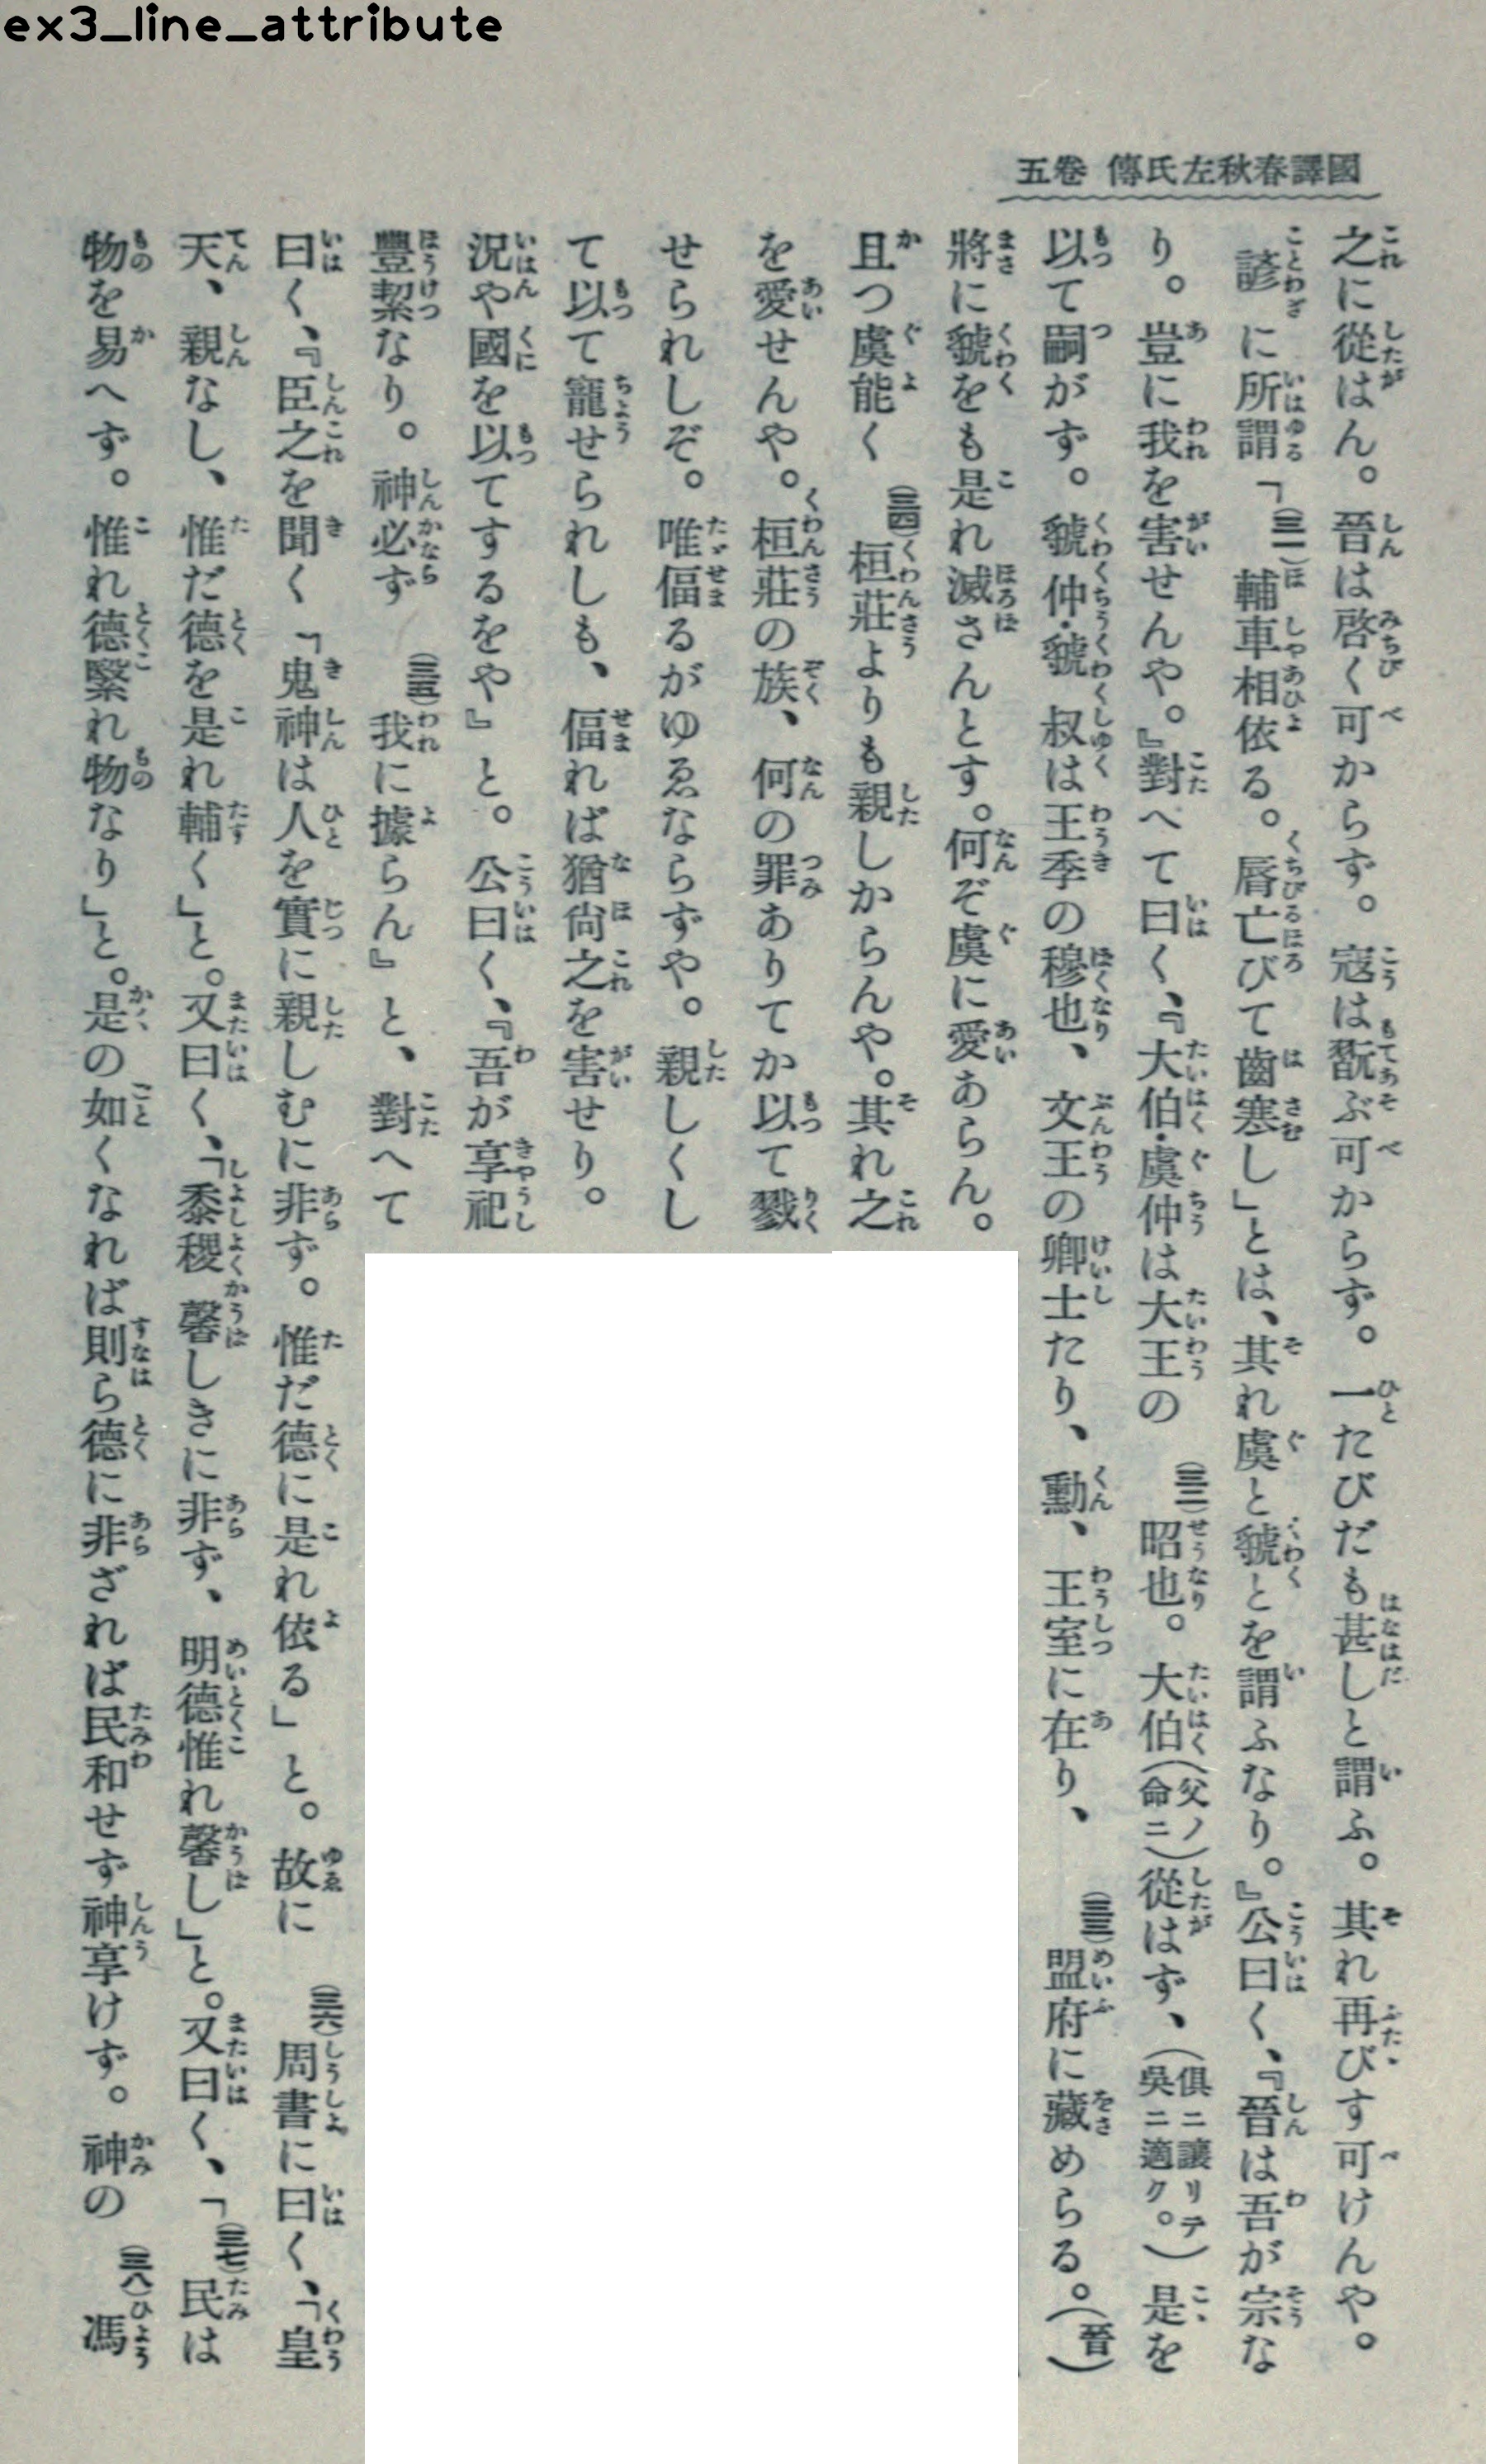 ex3_line_attribute
國譯春秋左氏傳 卷五
之に從はん。晉は啓く可からず。寇は翫ぶ可からず。一たびだも甚しと謂ふ。其れ再びす可けんや。
諺に所謂「(三一)輔車相依る。唇亡びて齒寒し」とは、其れ虞と虢とを謂ふなり。』公曰く、『晉は吾が宗な
り。豈に我を害せんや。』對へて曰く、『大伯・虞仲は大王の(三二)昭也。大伯(父ノ命ニ)從はず、(俱ニ讓リテ吳ニ適ク。)是を
以て嗣がず。虢仲・虢叔は王季の穆也、文王の卿士たり、勳、王室に在り、(三三)盟府に藏めらる。(晉)
將に虢をも是れ滅さんとす。何ぞ虞に愛あらん。
且つ虞能く(三四)桓莊よりも親しからんや。其れ之
を愛せんや。桓莊の族、何の罪ありてか以て戮
せられしぞ。唯偪るがゆゑならずや。親しくし
て以て寵せられしも、偪れば猶尙之を害せり。
況や國を以てするをや』と。公曰く、『吾が享祀
豐絜なり。神必ず(三五)我に據らん』と、對へて
曰く、『臣之を聞く「鬼神は人を實に親しむに非ず。惟だ德に是れ依る」と。故に(三六)周書に曰く、「皇
天、親なし、惟だ德を是れ輔く」と。又曰く、「黍稷馨しきに非ず、明德惟れ馨し」と。又曰く、「(三七)民は
物を易へず。惟れ德繄れ物なり」と。是の如くなれば則ち德に非ざれば民和せず神享けず。神の(三八)馮